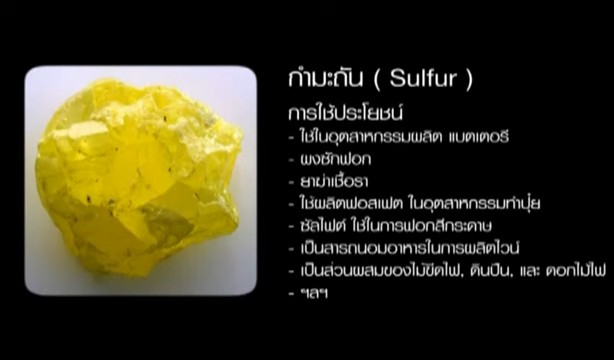 กำมะถัน ( Sulfur )
การใช้ประโยชน์
- ใช้ในอุตสาหกรรมผลิต แบตเตอรี
- ผงซักฟอก
- ยาฆ่าเชื้อรา
- ใช้ผลิตฟอสเฟต ในอุตสาหกรรมทำปุ๋ย
- ซัลไฟต์ ใช้ในการฟอกสีกระดาษ
- เป็นสารถนอมอาหารในการผลิตไวน์
- เป็นส่วนผสมของไม้ขีดไฟ, ดินปืน, และ ดอกไม้ไฟ
- ฯลฯ